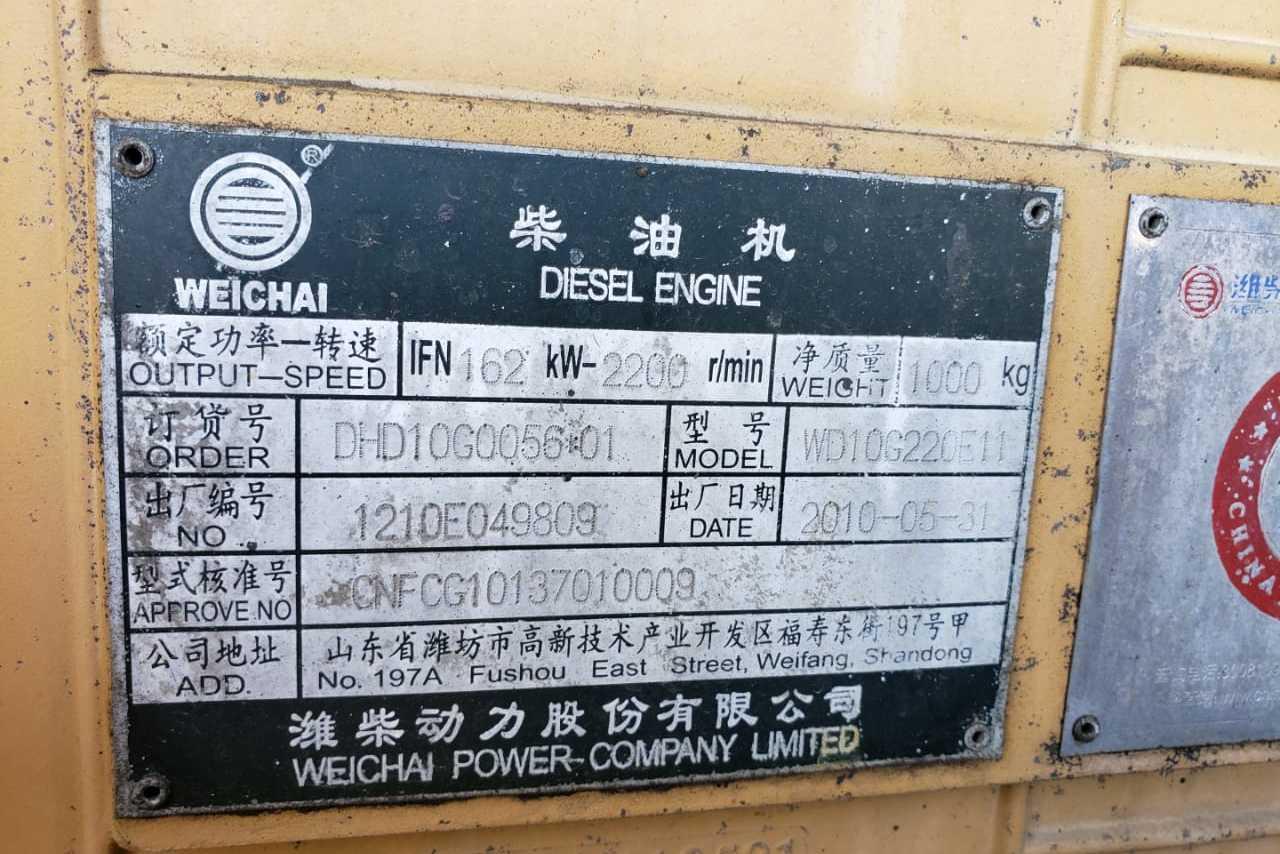 ®
WEICHAI
柴油机
DIESEL ENGINE
额定功率—转速
OUTPUT—SPEED
IFN 162 kW-2200 r/min
净质量
WEIGHT
1000 kg
订货号
ORDER
DHD10G0056*01
型号
MODEL
WD10G220E11
出厂编号
NO
1210E049809
出厂日期
DATE
2010-05-31
型式核准号
APPROVE.NO
CNFCG10137010009
公司地址
ADD.
山东省潍坊市高新技术产业开发区福寿东街197号甲
No. 197A Fushou East Street, Weifang, Shandong
潍柴动力股份有限公司
WEICHAI POWER-COMPANY LIMITED
潍柴
CHINA